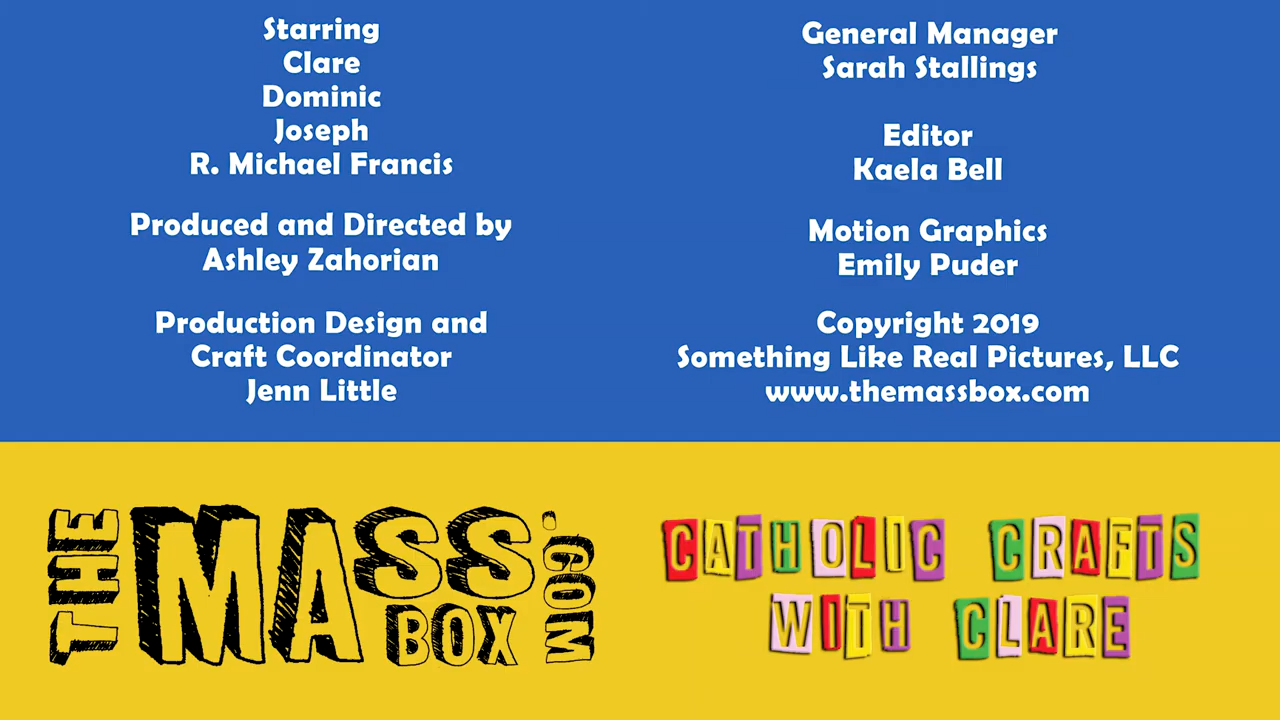 Starring
Clare
Dominic
Joseph
R. Michael Francis
Produced and Directed by
Ashley Zahorian
Production Design and
Craft Coordinator
Jenn Little
General Manager
Sarah Stallings
Editor
Kaela Bell
Motion Graphics
Emily Puder
Copyright 2019
Something Like Real Pictures, LLC
www.themassbox.com
THE MASS BOX .COM
CATHOLIC CRAFTS
WITH CLARE